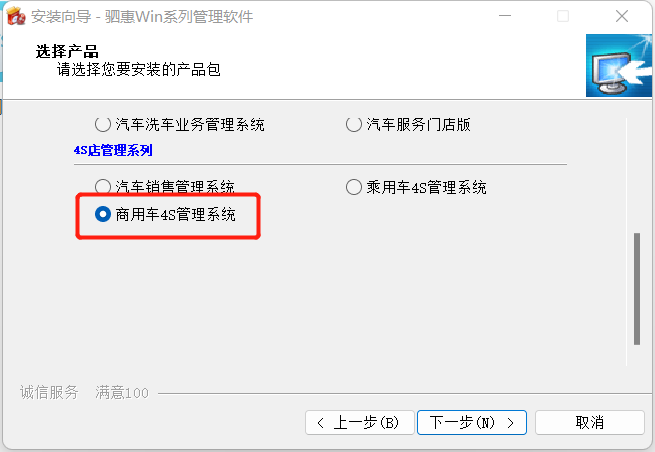 安装向导 - 驷惠Win系列管理软件
选择产品
请选择您要安装的产品包
汽车洗车业务管理系统 汽车服务门店版
4S店管理系列
汽车销售管理系统 乘用车4S管理系统
商用车4S管理系统
诚信服务 满意100
< 上一步(B) 下一步(N) > 取消